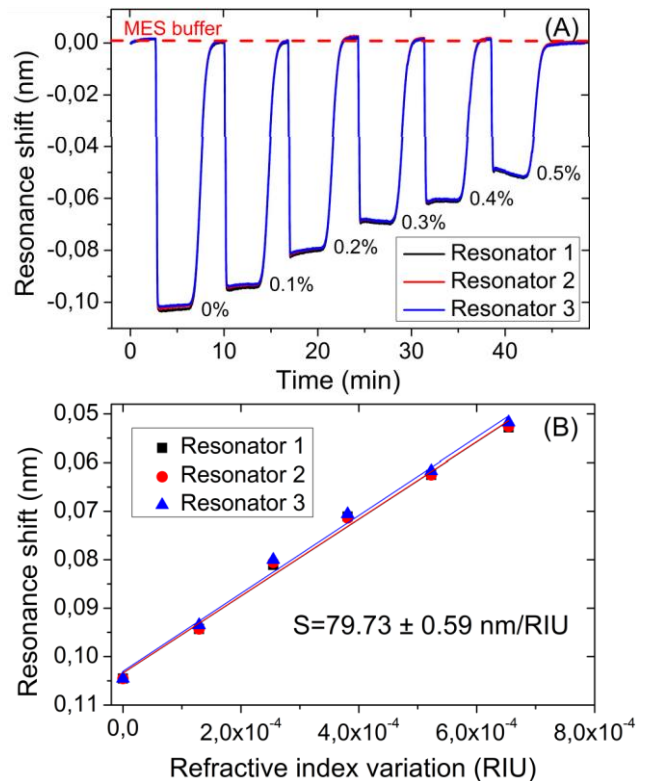 MES buffer
(A)
0,00
-0,02
-0,04
-0,06
-0,08
-0,10
Resonance shift (nm)
0%
0.1%
0.2%
0.3%
0.4%
0.5%
Resonator 1
Resonator 2
Resonator 3
0 10 20 30 40
Time (min)
(B)
0,05
0,06
0,07
0,08
0,09
0,10
0,11
Resonance shift (nm)
Resonator 1
Resonator 2
Resonator 3
S=79.73 ± 0.59 nm/RIU
0,0 2,0x10⁻⁴ 4,0x10⁻⁴ 6,0x10⁻⁴ 8,0x10⁻⁴
Refractive index variation (RIU)